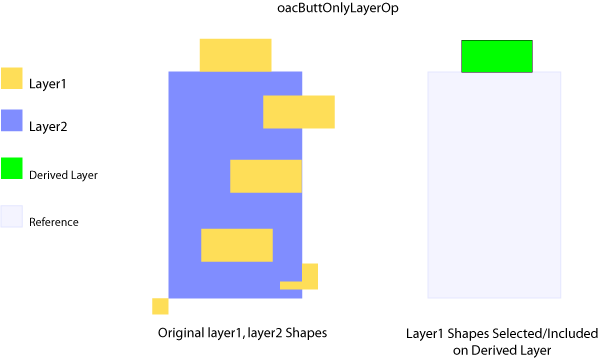 oacButtOnlyLayerOp
Layer1
Layer2
Derived Layer
Reference
Original layer1, layer2 Shapes
Layer1 Shapes Selected/Included
on Derived Layer